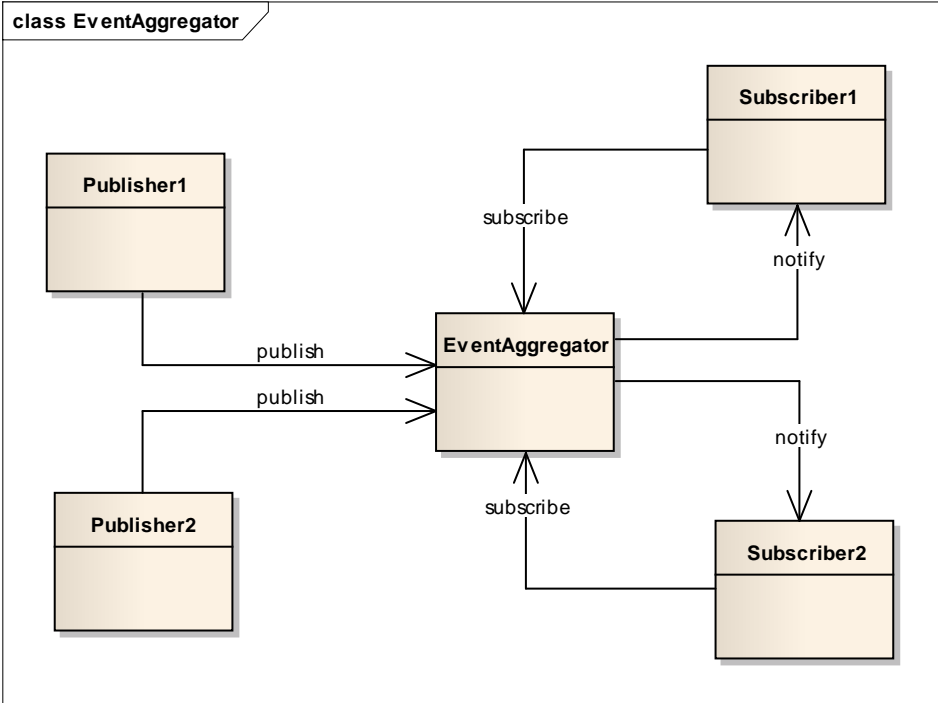 class EventAggregator
Subscriber1
Publisher1
subscribe
notify
EventAggregator
publish
publish
notify
subscribe
Publisher2
Subscriber2